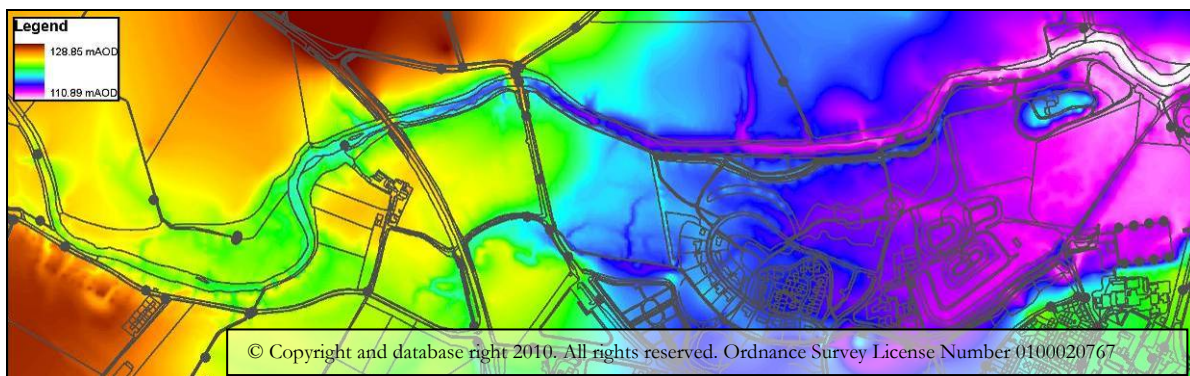 Legend
128.85 mAOD
110.89 mAOD
© Copyright and database right 2010. All rights reserved. Ordnance Survey License Number 0100020767